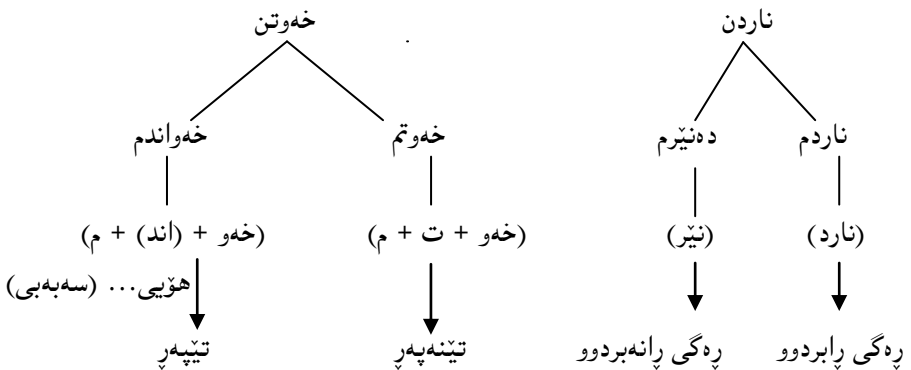 ناردن خەوتن
ناردم دەنێرم خەوتم خەواندم
(نارد) (نێر) (خەو + ت + م) (خەو + (اند) + م)
هۆیی... (سەبەبی)
ڕەگی ڕابردوو ڕەگی ڕانەبردوو تێنەپەڕ تێپەڕ